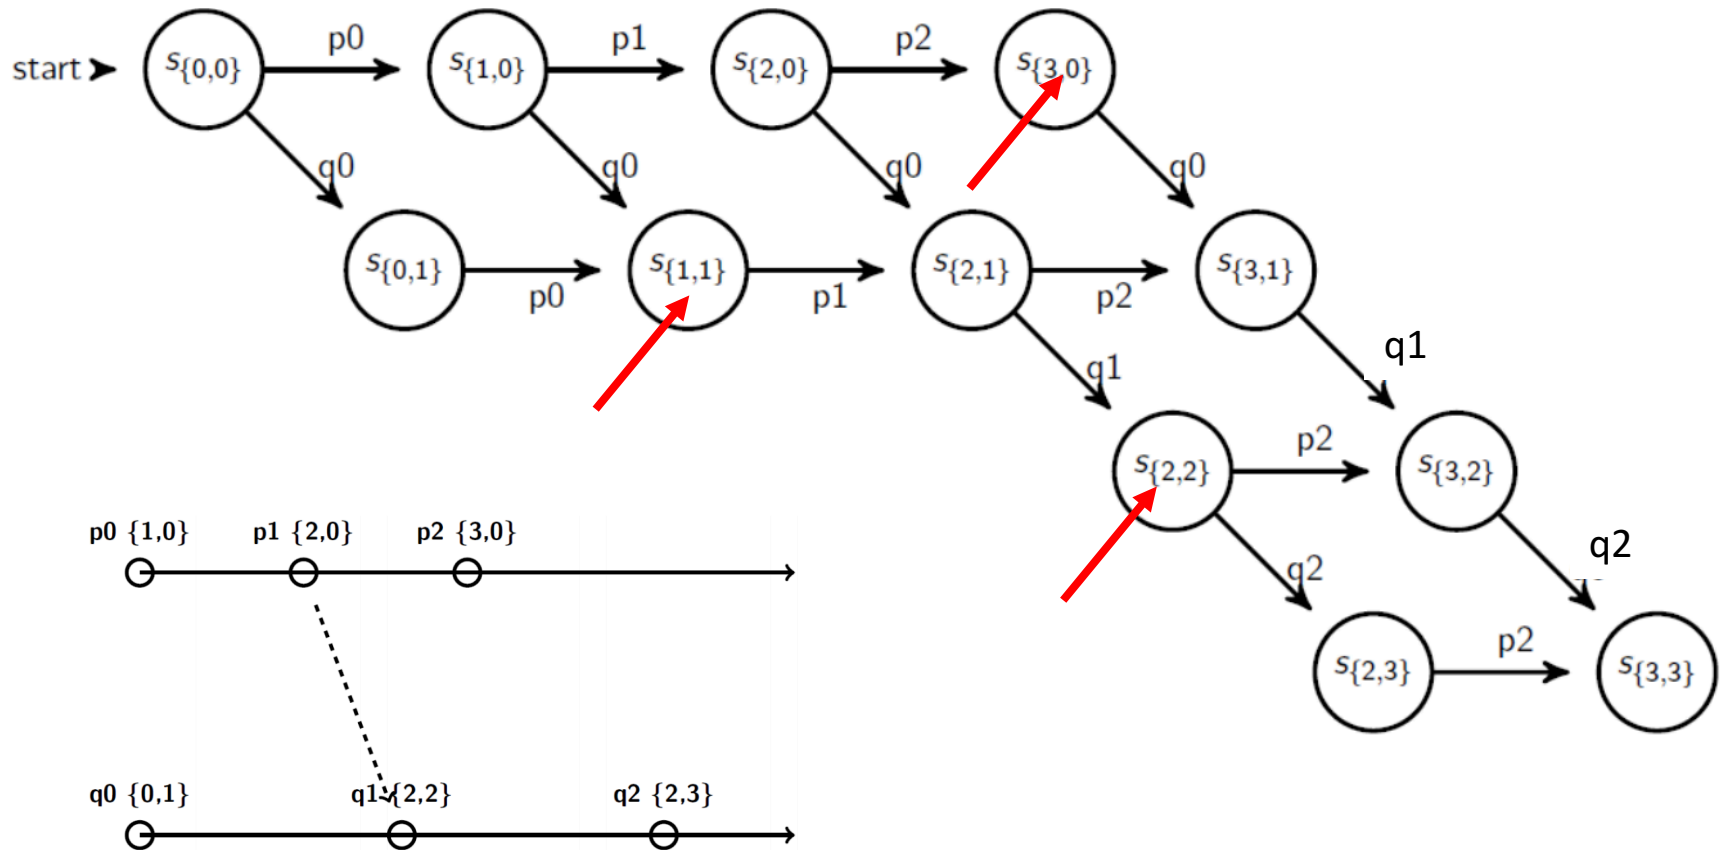 p0 p1 p2
start S{0,0} S{1,0} S{2,0} S{3,0}
q0 q0 q0 q0
S{0,1} S{1,1} S{2,1} S{3,1}
p0 p1 p2
q1 q1
p2
S{2,2} S{3,2}
p0 {1,0} p1 {2,0} p2 {3,0}
q2 q2
p2
S{2,3} S{3,3}
q0 {0,1} q1 {2,2} q2 {2,3}